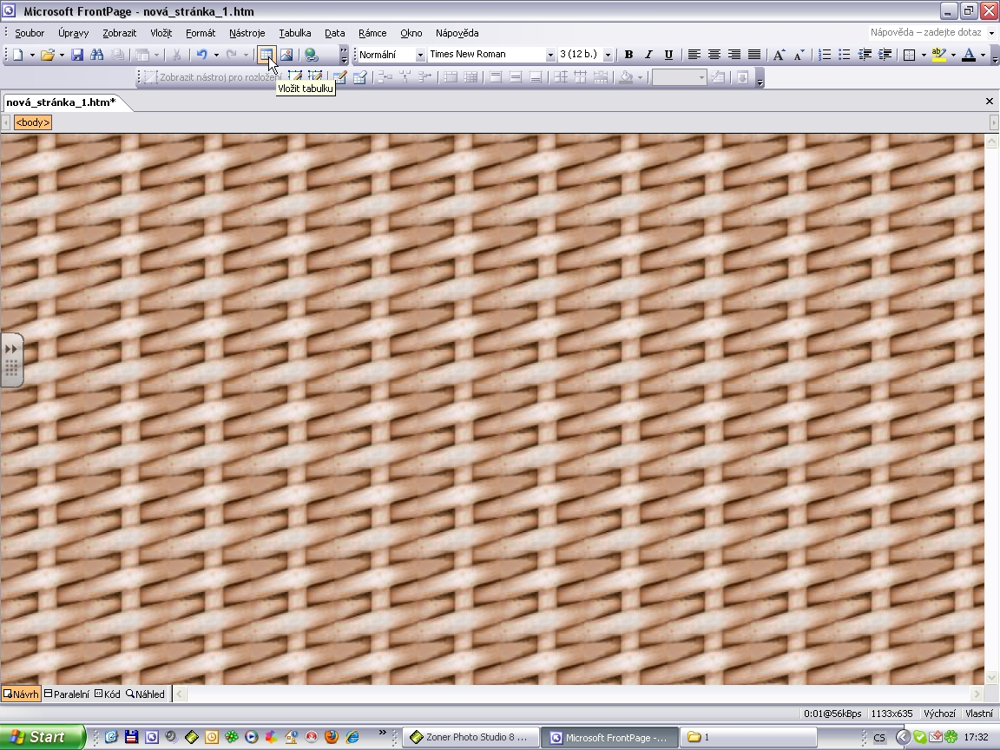 Microsoft FrontPage - nová_stránka_1.htm
Soubor Úpravy Zobrazit Vložit Formát Nástroje Tabulka Data Rámce Okno Nápověda Nápověda – zadejte dotaz
Normální Times New Roman 3 (12 b.) B I U A A ab A
Zobrazit nástroj pro rozložení
Vložit tabulku
nová_stránka_1.htm*
<body>
Návrh Paralelní Kód Náhled
0:01@56kBps 1133x635 Výchozí Vlastní
Start Zoner Photo Studio 8 ... Microsoft FrontPage -... 1 CS 17:32